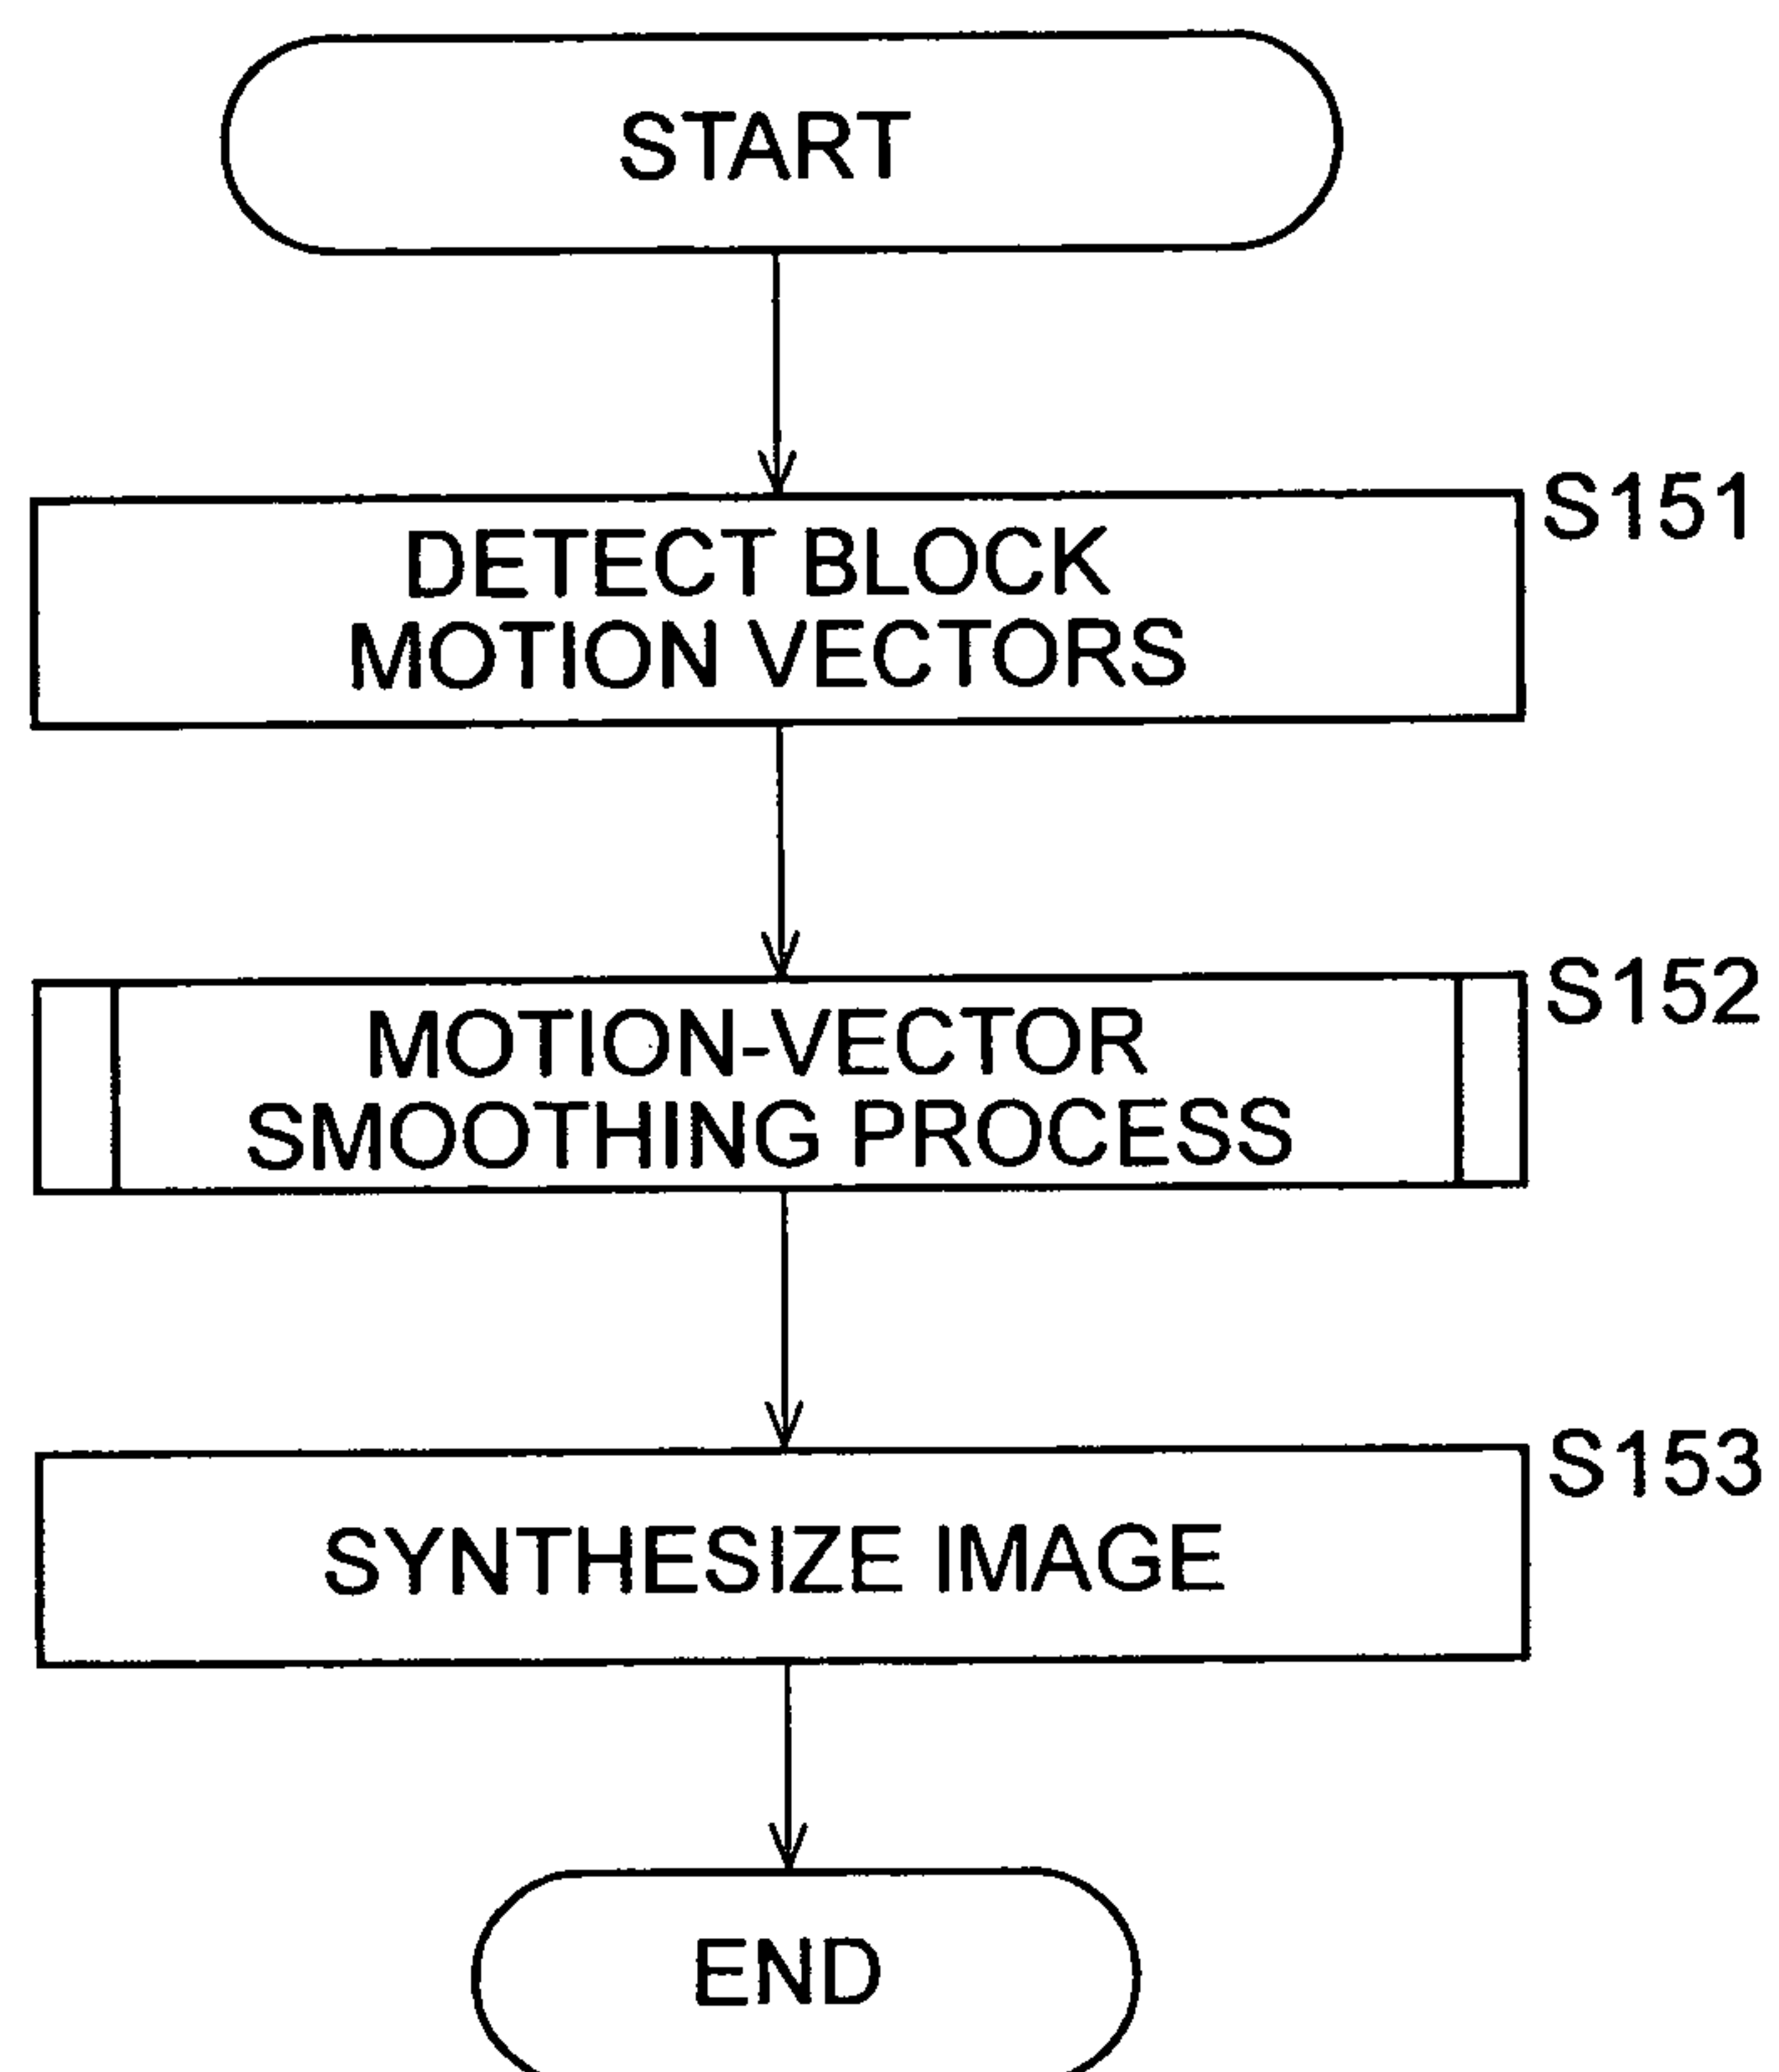 START
S151
DETECT BLOCK
MOTION VECTORS
S152
MOTION-VECTOR
SMOOTHING PROCESS
S153
SYNTHESIZE IMAGE
END